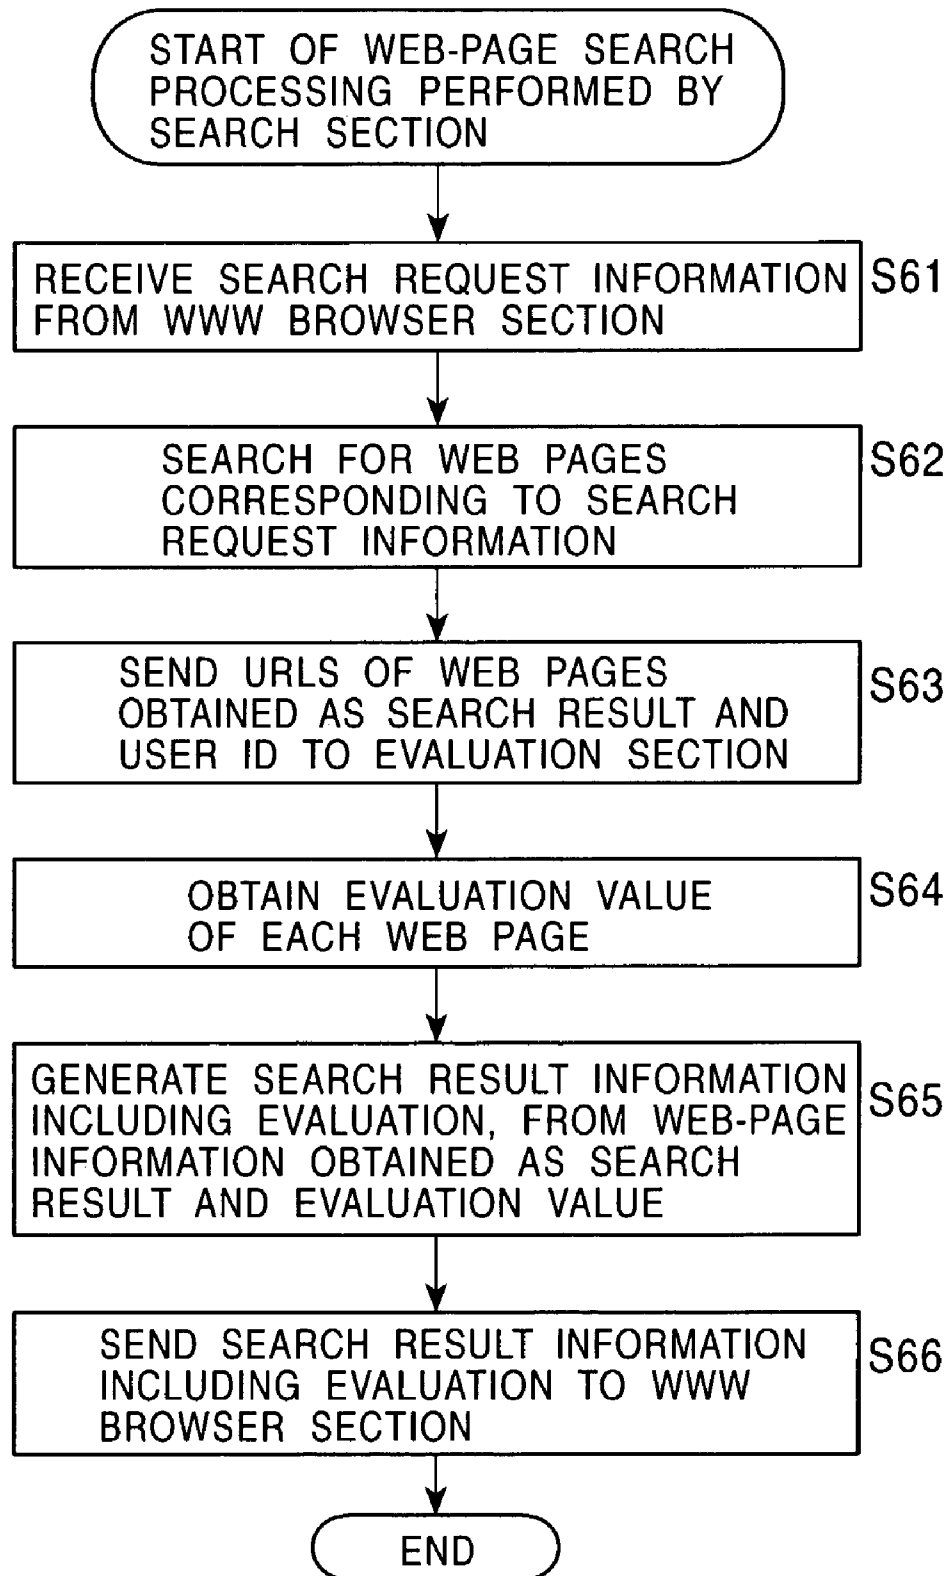 START OF WEB-PAGE SEARCH
PROCESSING PERFORMED BY
SEARCH SECTION
RECEIVE SEARCH REQUEST INFORMATION
FROM WWW BROWSER SECTION
S61
SEARCH FOR WEB PAGES
CORRESPONDING TO SEARCH
REQUEST INFORMATION
S62
SEND URLS OF WEB PAGES
OBTAINED AS SEARCH RESULT AND
USER ID TO EVALUATION SECTION
S63
OBTAIN EVALUATION VALUE
OF EACH WEB PAGE
S64
GENERATE SEARCH RESULT INFORMATION
INCLUDING EVALUATION, FROM WEB-PAGE
INFORMATION OBTAINED AS SEARCH
RESULT AND EVALUATION VALUE
S65
SEND SEARCH RESULT INFORMATION
INCLUDING EVALUATION TO WWW
BROWSER SECTION
S66
END